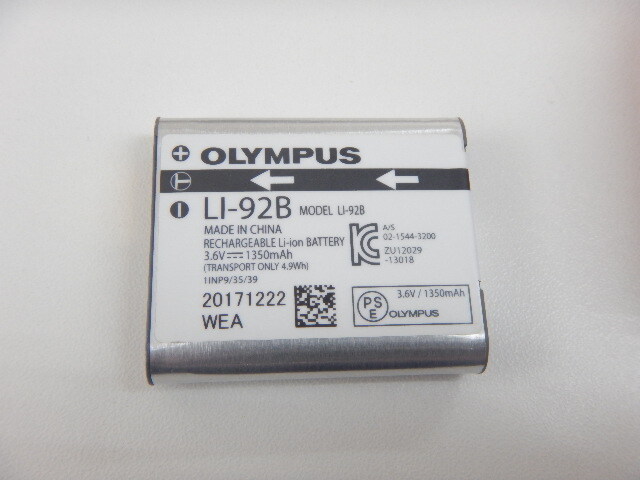 OLYMPUS
LI-92B MODEL LI-92B
MADE IN CHINA
RECHARGEABLE Li-ion BATTERY
3.6V⎓1350mAh
(TRANSPORT ONLY 4.9Wh)
1INP9/35/39
20171222
WEA
A/S
02-1544-3200
ZU12029
-13018
3.6V / 1350mAh
PS
E
OLYMPUS